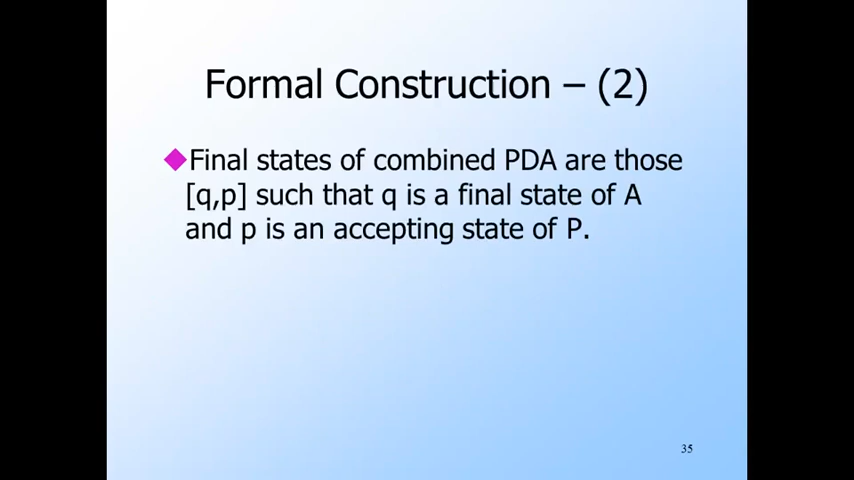 Formal Construction – (2)
Final states of combined PDA are those
[q,p] such that q is a final state of A
and p is an accepting state of P.
35